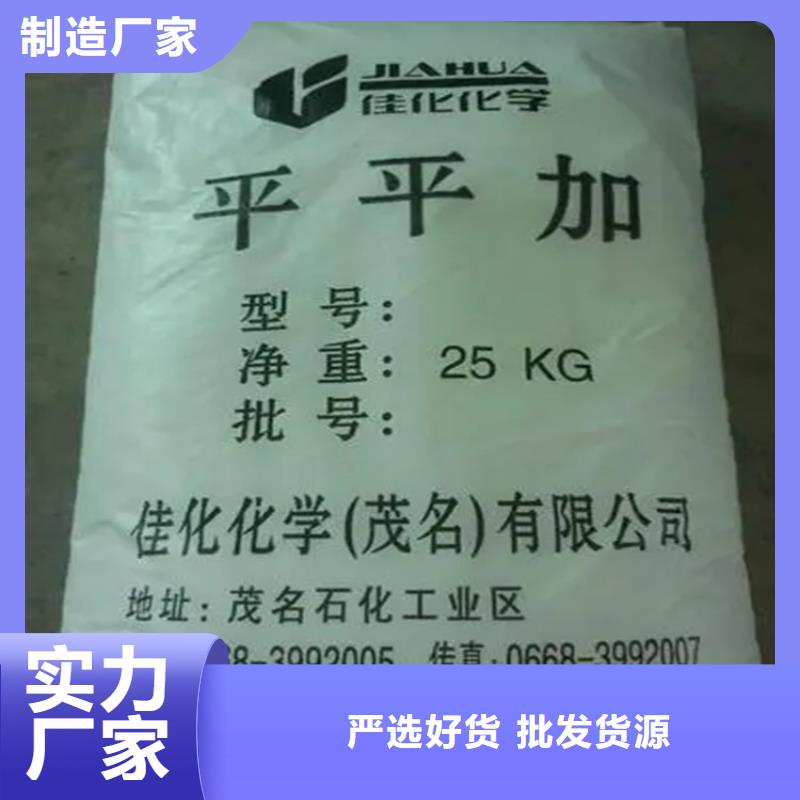 制造厂家
JIAHUA
佳化化学
平平加
型号：
净重：25 KG
批号：
佳化化学(茂名)有限公司
地址：茂名石化工业区
8-3992005 传真:0668-3992007
实力
厂家
严选好货 批发货源